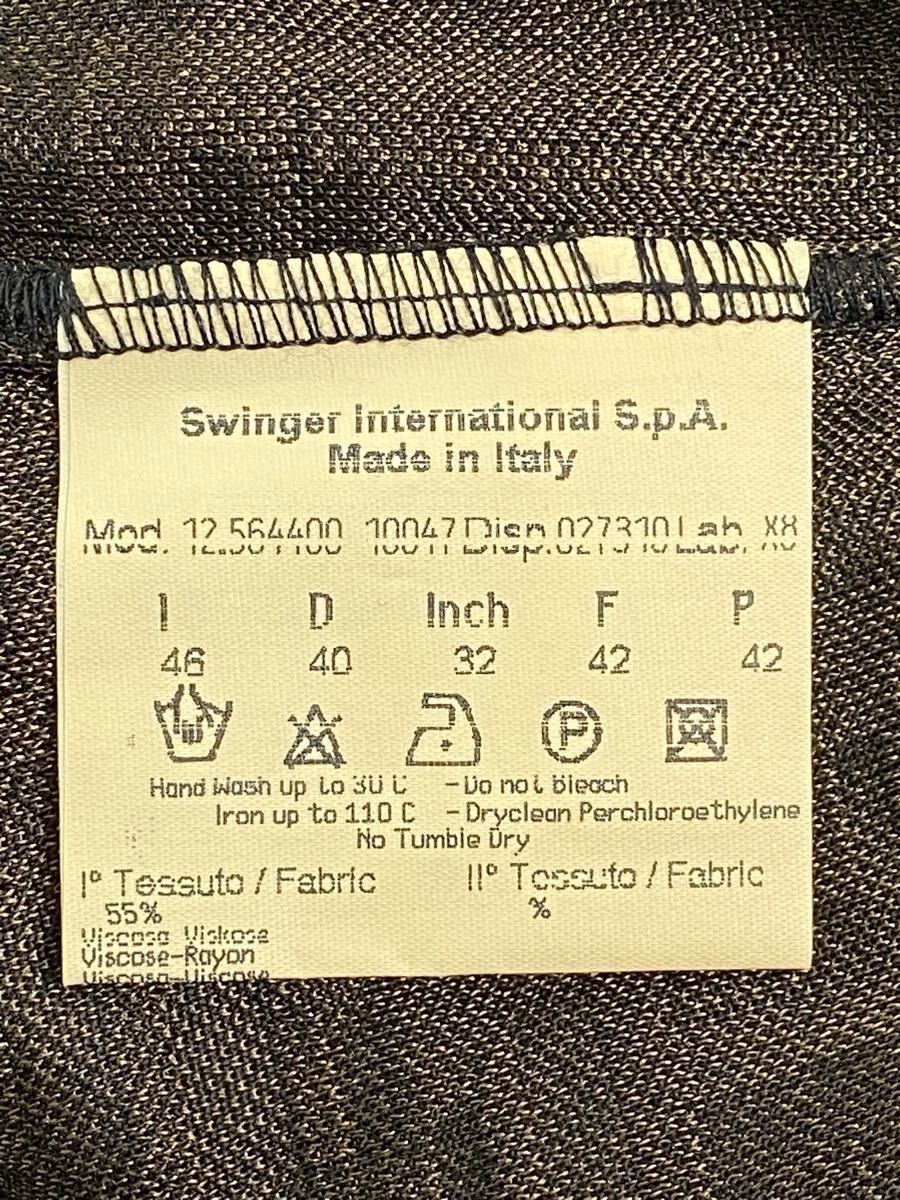 Swinger International S.p.A.
Made in Italy
Mod. 12.564400 10047 Disp.027310 Lab. X8
I D Inch F P
46 40 32 42 42
P
Hand Wash up to 30 C - Do not bleach
Iron up to 110 C - Dryclean Perchloroethylene
No Tumble Dry
I° Tessuto / Fabric II° Tessuto / Fabric
55% %
Viscosa Viskose
Viscose-Rayon
Viscosa-Viscose